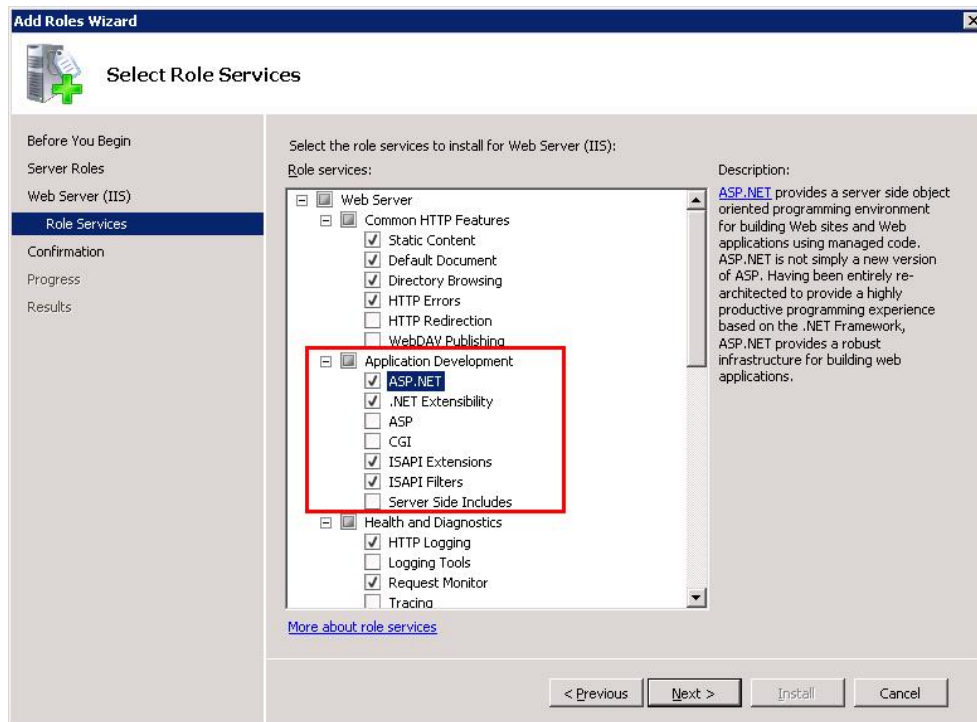 Add Roles Wizard
Select Role Services
Before You Begin
Server Roles
Web Server (IIS)
Role Services
Confirmation
Progress
Results
Select the role services to install for Web Server (IIS):
Role services:
Web Server
Common HTTP Features
Static Content
Default Document
Directory Browsing
HTTP Errors
HTTP Redirection
WebDAV Publishing
Application Development
ASP.NET
.NET Extensibility
ASP
CGI
ISAPI Extensions
ISAPI Filters
Server Side Includes
Health and Diagnostics
HTTP Logging
Logging Tools
Request Monitor
Tracing
More about role services
Description:
ASP.NET provides a server side object
oriented programming environment
for building Web sites and Web
applications using managed code.
ASP.NET is not simply a new version
of ASP. Having been entirely re-
architected to provide a highly
productive programming experience
based on the .NET Framework,
ASP.NET provides a robust
infrastructure for building web
applications.
< Previous
Next >
Install
Cancel